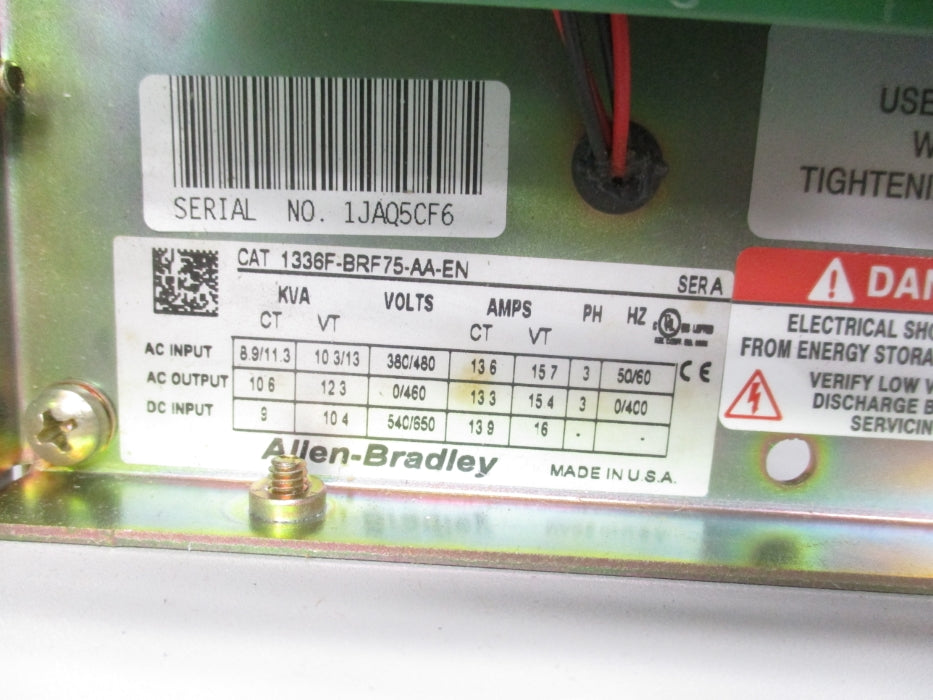 SERIAL NO. 1JAQ5CF6
CAT 1336F-BRF75-AA-EN
SER A
KVA VOLTS AMPS PH HZ
CT VT CT VT
AC INPUT 8.9/11.3 10 3/13 380/480 13 6 15 7 3 50/60
AC OUTPUT 10 6 12 3 0/460 13 3 15 4 3 0/400
DC INPUT 9 10 4 540/650 13 9 16 - -
UL
CE
Allen-Bradley MADE IN U.S.A.
USE
W
TIGHTENI
DAN
ELECTRICAL SHO
FROM ENERGY STORA
VERIFY LOW V
DISCHARGE B
SERVICIN